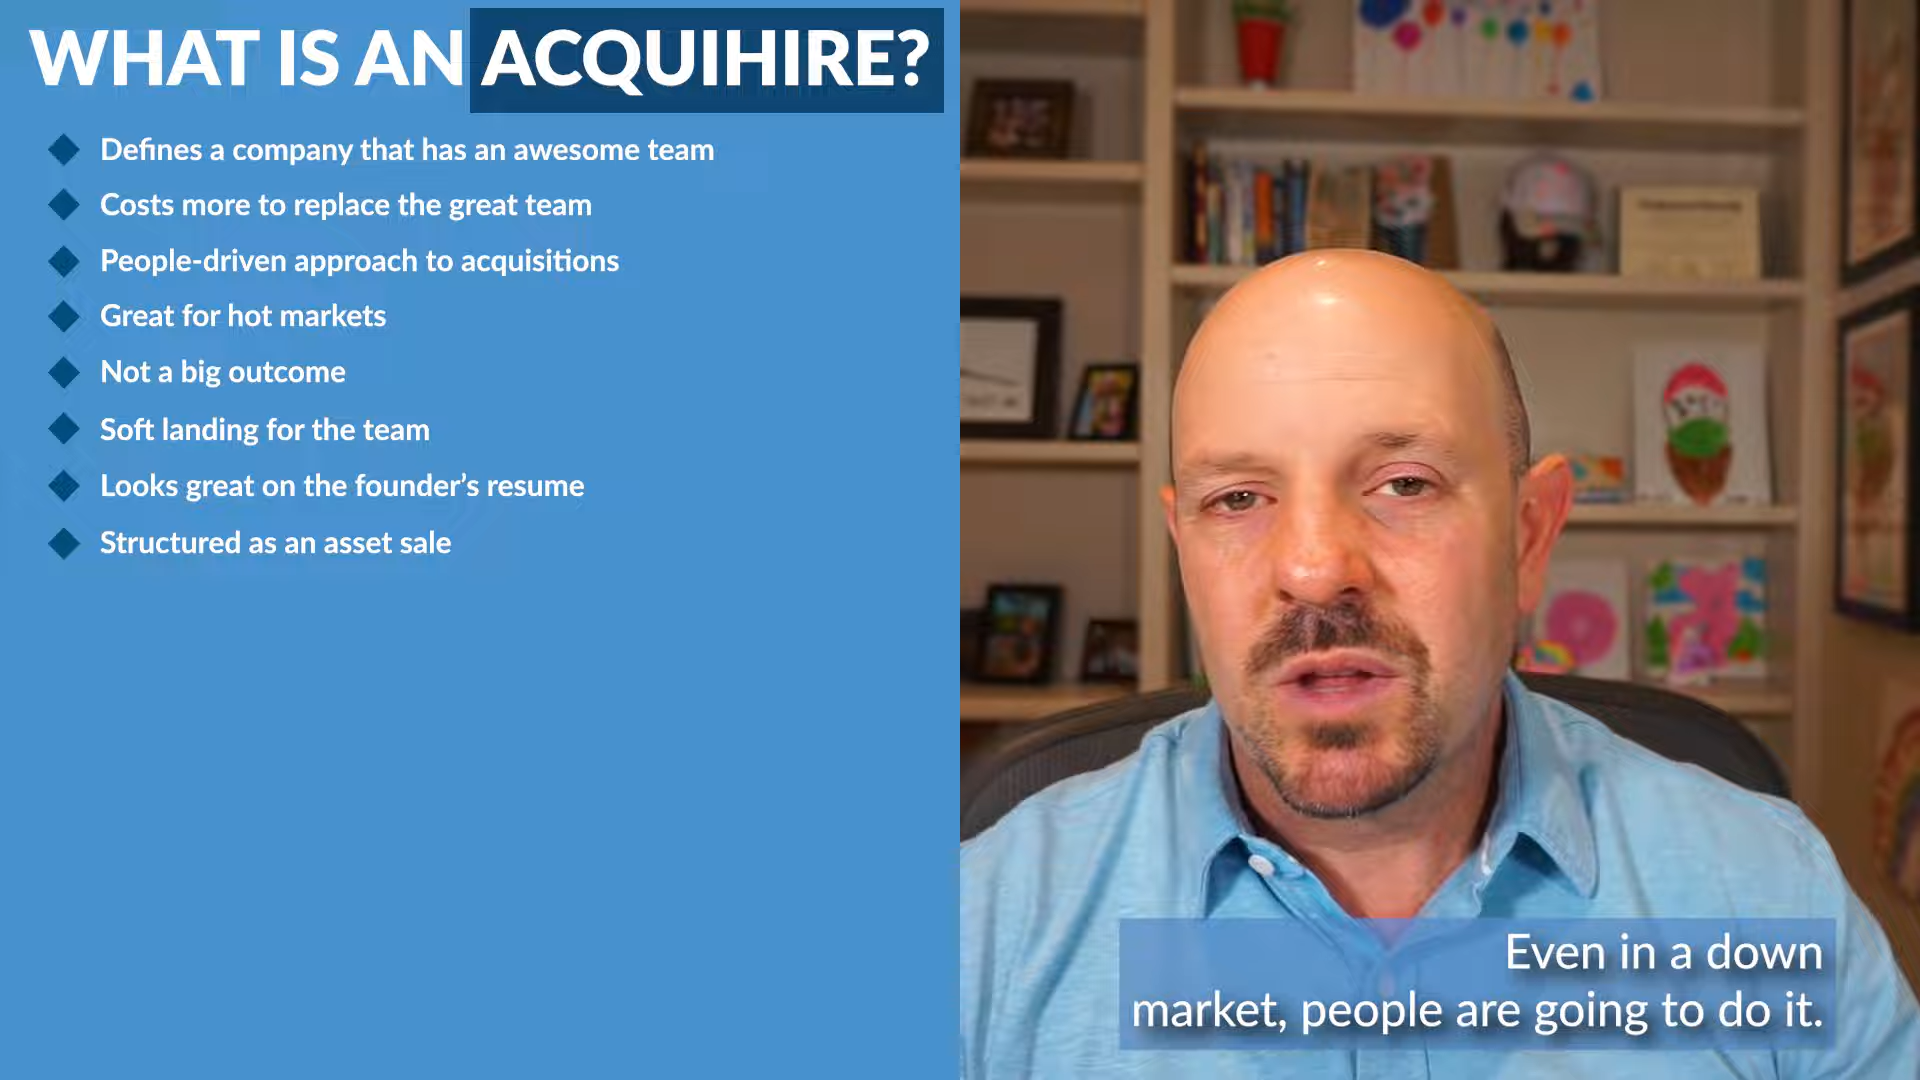 WHAT IS AN ACQUIHIRE?
Defines a company that has an awesome team
Costs more to replace the great team
People-driven approach to acquisitions
Great for hot markets
Not a big outcome
Soft landing for the team
Looks great on the founder’s resume
Structured as an asset sale
Even in a down
market, people are going to do it.